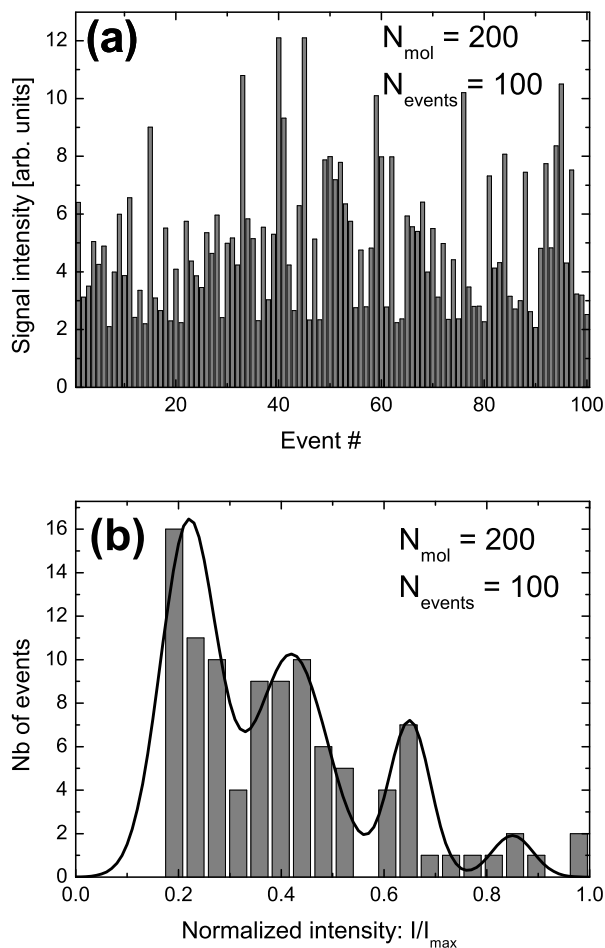 (a)
N_mol = 200
N_events = 100
Signal intensity [arb. units]
12
10
8
6
4
2
0
20 40 60 80 100
Event #
(b)
N_mol = 200
N_events = 100
Nb of events
16
14
12
10
8
6
4
2
0
0.0 0.2 0.4 0.6 0.8 1.0
Normalized intensity: I/I_max